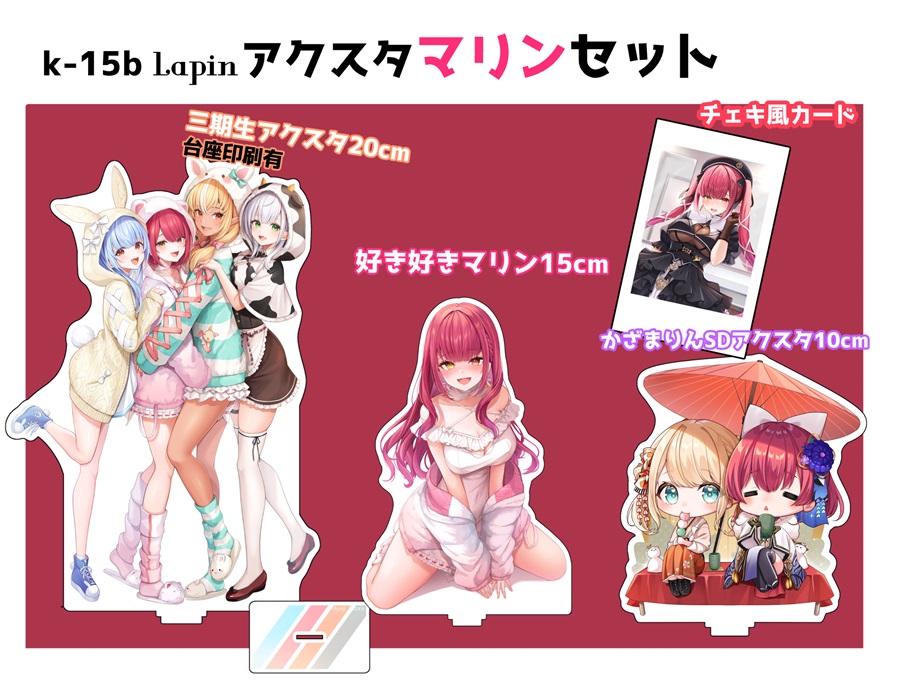 k-15b Lapin アクスタマリンセット
チェキ風カード
三期生アクスタ20cm
台座印刷有
好き好きマリン15cm
かざまりんSDアクスタ10cm